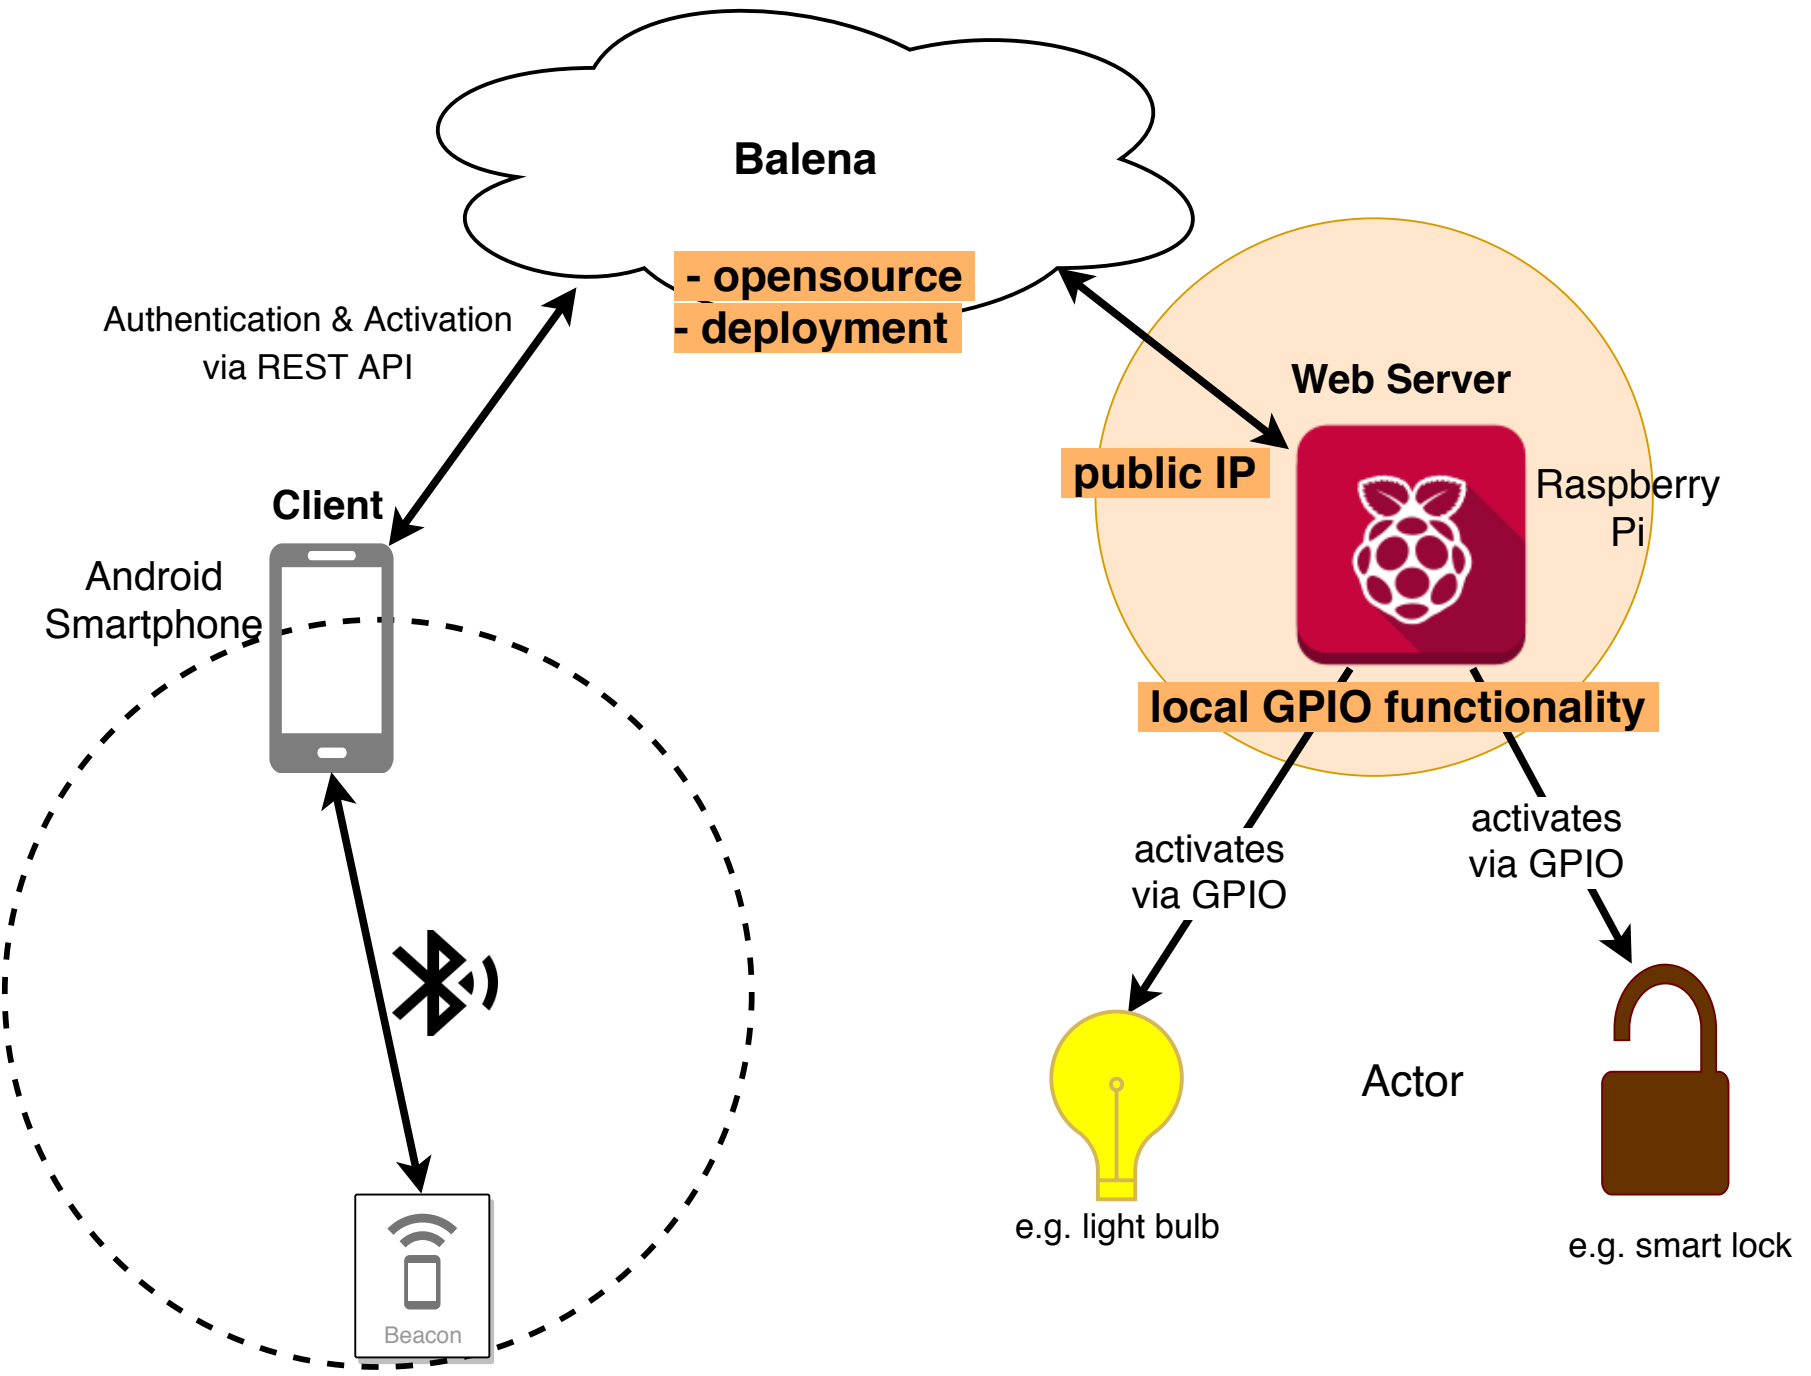 Balena
- opensource
- deployment
Authentication & Activation
via REST API
Web Server
public IP
Raspberry
Pi
Client
Android
Smartphone
local GPIO functionality
activates
via GPIO
activates
via GPIO
Actor
e.g. light bulb
e.g. smart lock
Beacon